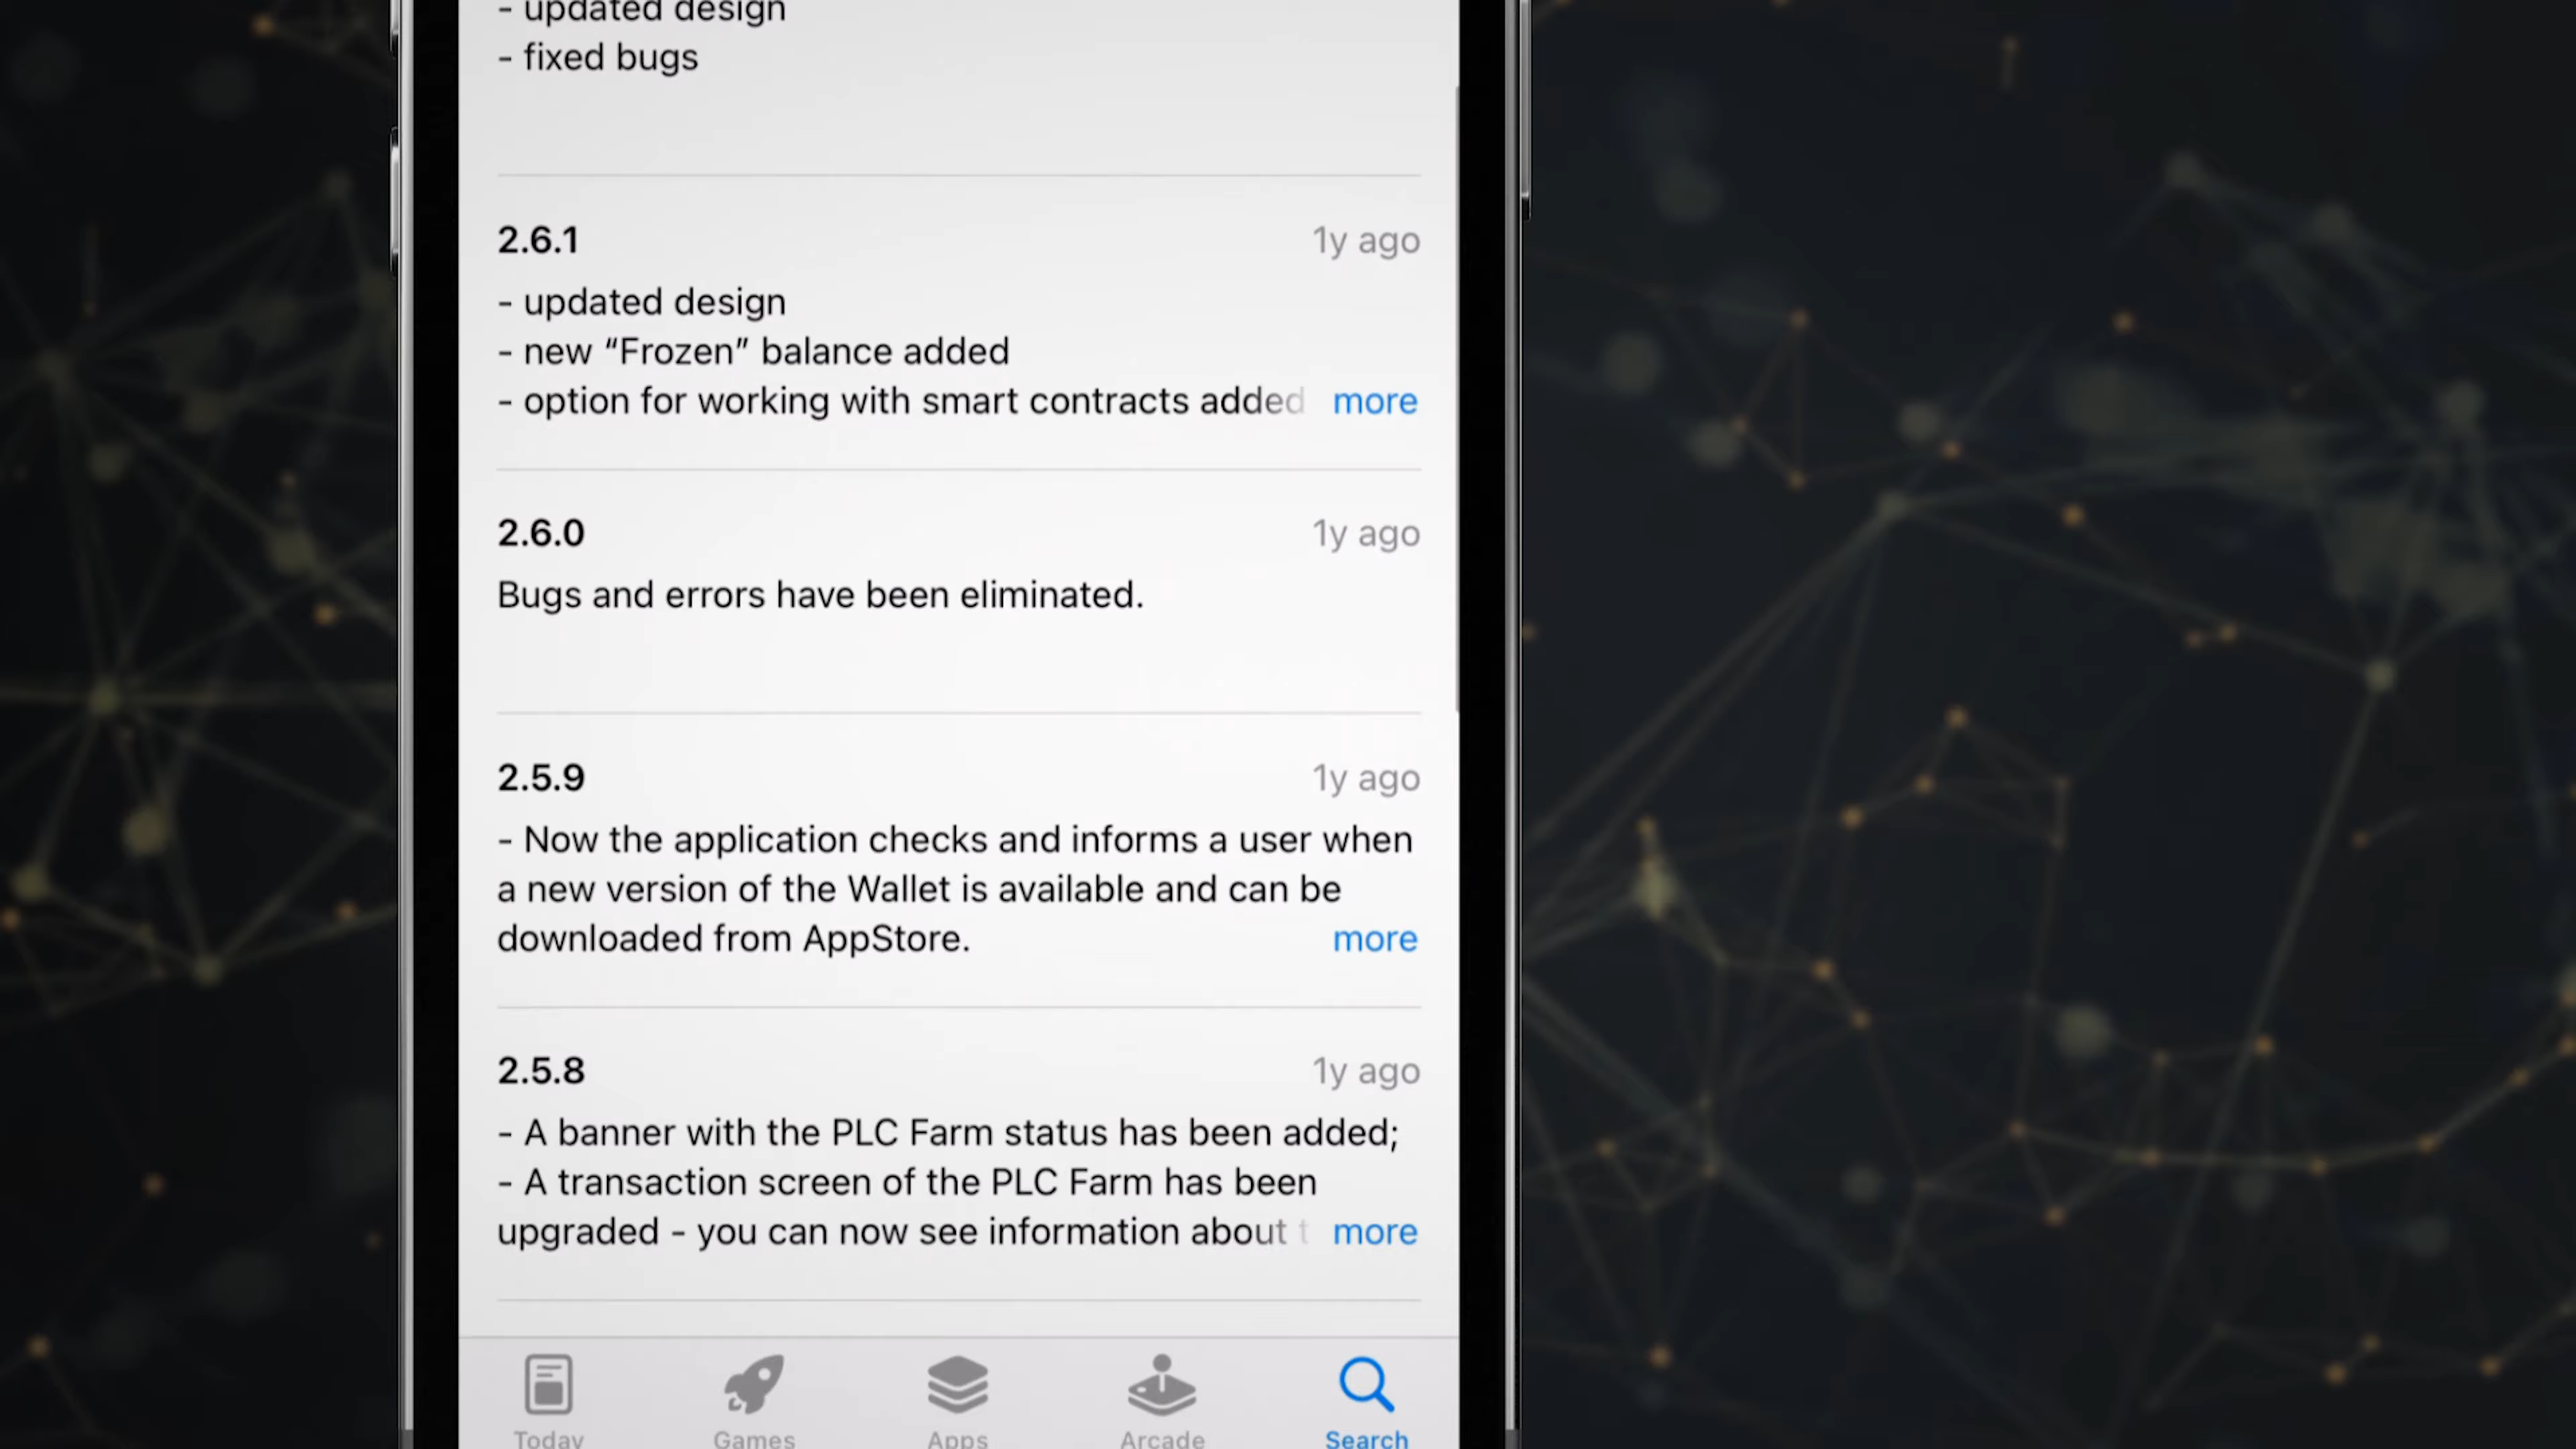 - updated design
- fixed bugs
2.6.1
1y ago
- updated design
- new “Frozen” balance added
- option for working with smart contracts added
more
2.6.0
1y ago
Bugs and errors have been eliminated.
2.5.9
1y ago
- Now the application checks and informs a user when
a new version of the Wallet is available and can be
downloaded from AppStore.
more
2.5.8
1y ago
- A banner with the PLC Farm status has been added;
- A transaction screen of the PLC Farm has been
upgraded - you can now see information about t
more
Today
Games
Apps
Arcade
Search